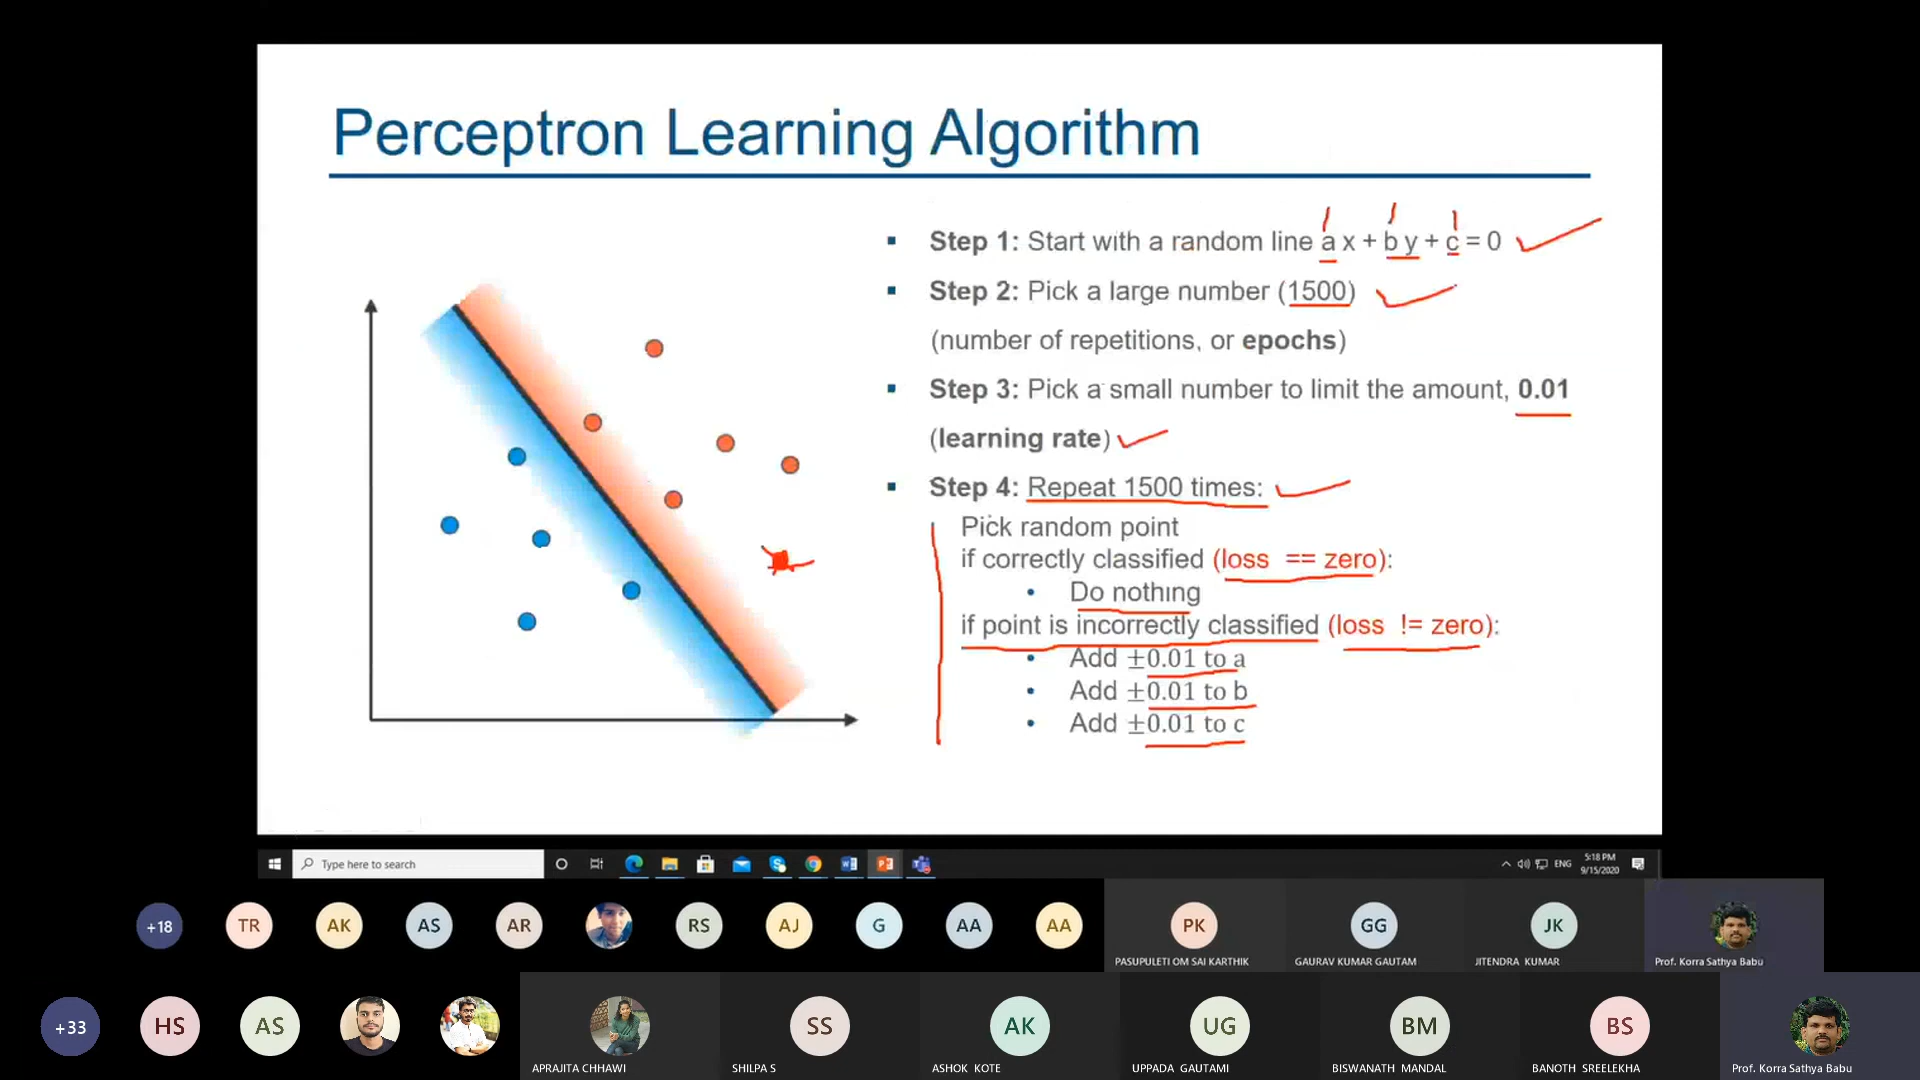 Perceptron Learning Algorithm
Step 1: Start with a random line a x + b y + c = 0
Step 2: Pick a large number (1500)
(number of repetitions, or epochs)
Step 3: Pick a small number to limit the amount, 0.01
(learning rate)
Step 4: Repeat 1500 times:
Pick random point
if correctly classified (loss == zero):
Do nothing
if point is incorrectly classified (loss != zero):
Add ±0.01 to a
Add ±0.01 to b
Add ±0.01 to c
Type here to search
ENG
5:18 PM
9/15/2020
+18
TR
AK
AS
AR
RS
AJ
G
AA
AA
PK
GG
JK
PASUPULETI OM SAI KARTHIK
GAURAV KUMAR GAUTAM
JITENDRA KUMAR
Prof. Korra Sathya Babu
+33
HS
AS
SS
AK
UG
BM
BS
APRAJITA CHHAWI
SHILPA S
ASHOK KOTE
UPPADA GAUTAMI
BISWANATH MANDAL
BANOTH SREELEKHA
Prof. Korra Sathya Babu